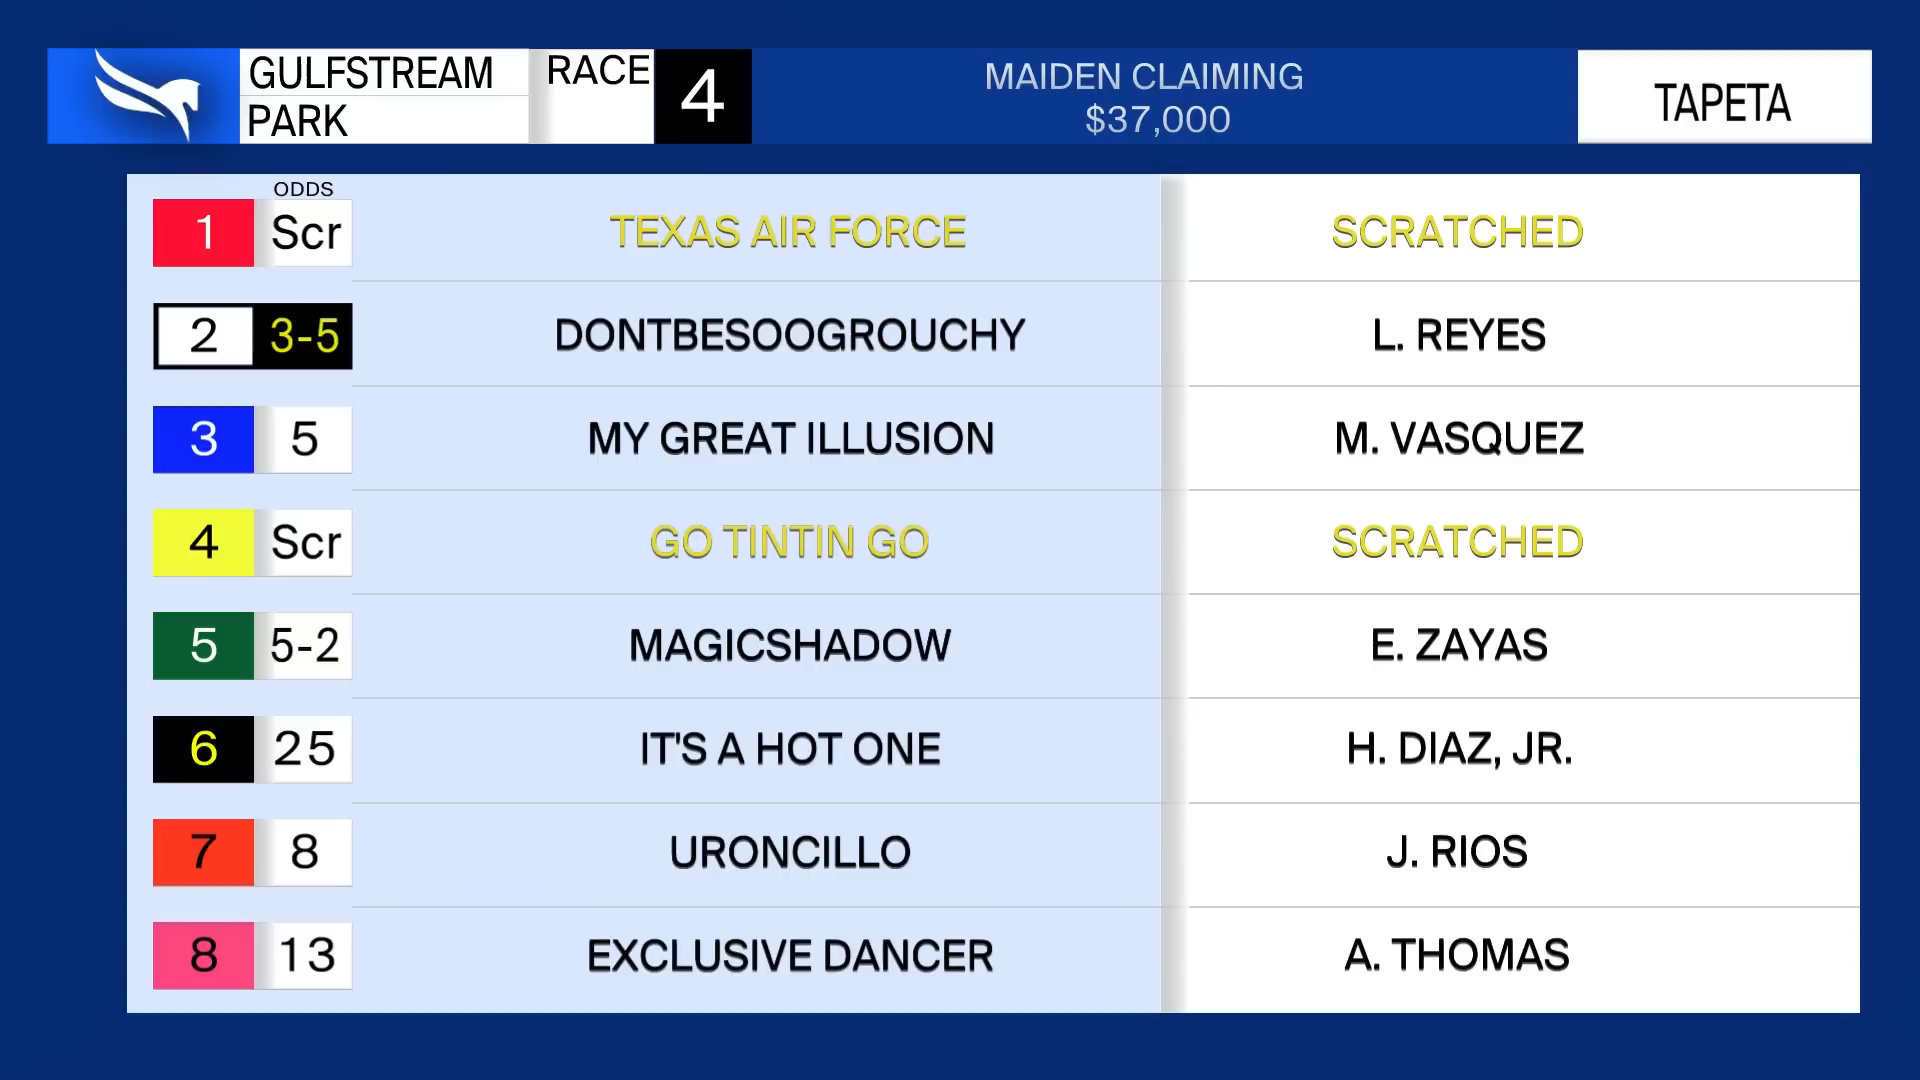 GULFSTREAM
PARK
RACE
4
MAIDEN CLAIMING
$37,000
TAPETA
ODDS
1 Scr TEXAS AIR FORCE SCRATCHED
2 3-5 DONTBESOOGROUCHY L. REYES
3 5 MY GREAT ILLUSION M. VASQUEZ
4 Scr GO TINTIN GO SCRATCHED
5 5-2 MAGICSHADOW E. ZAYAS
6 25 IT'S A HOT ONE H. DIAZ, JR.
7 8 URONCILLO J. RIOS
8 13 EXCLUSIVE DANCER A. THOMAS